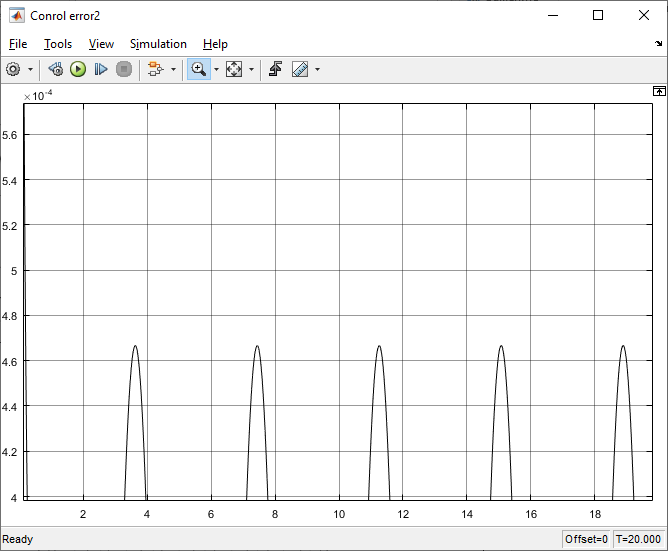 Conrol error2
File Tools View Simulation Help
×10⁻⁴
5.6
5.4
5.2
5
4.8
4.6
4.4
4.2
4
2 4 6 8 10 12 14 16 18
Ready Offset=0 T=20.000